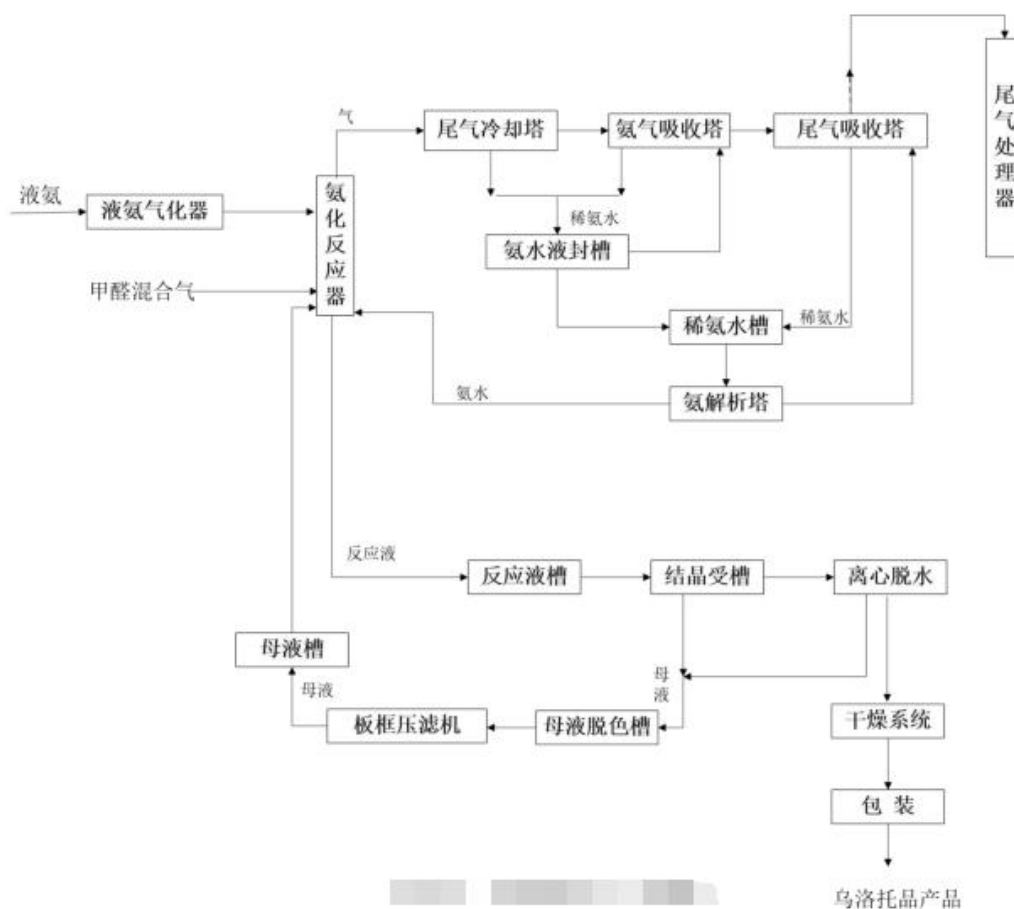 气
尾气冷却塔
氨气吸收塔
尾气吸收塔
尾气处理器
液氨
液氨气化器
氨化反应器
稀氨水
氨水液封槽
甲醛混合气
稀氨水槽
稀氨水
氨水
氨解析塔
反应液
反应液槽
结晶受槽
离心脱水
母液槽
母液
母液
板框压滤机
母液脱色槽
干燥系统
包 装
乌洛托品产品